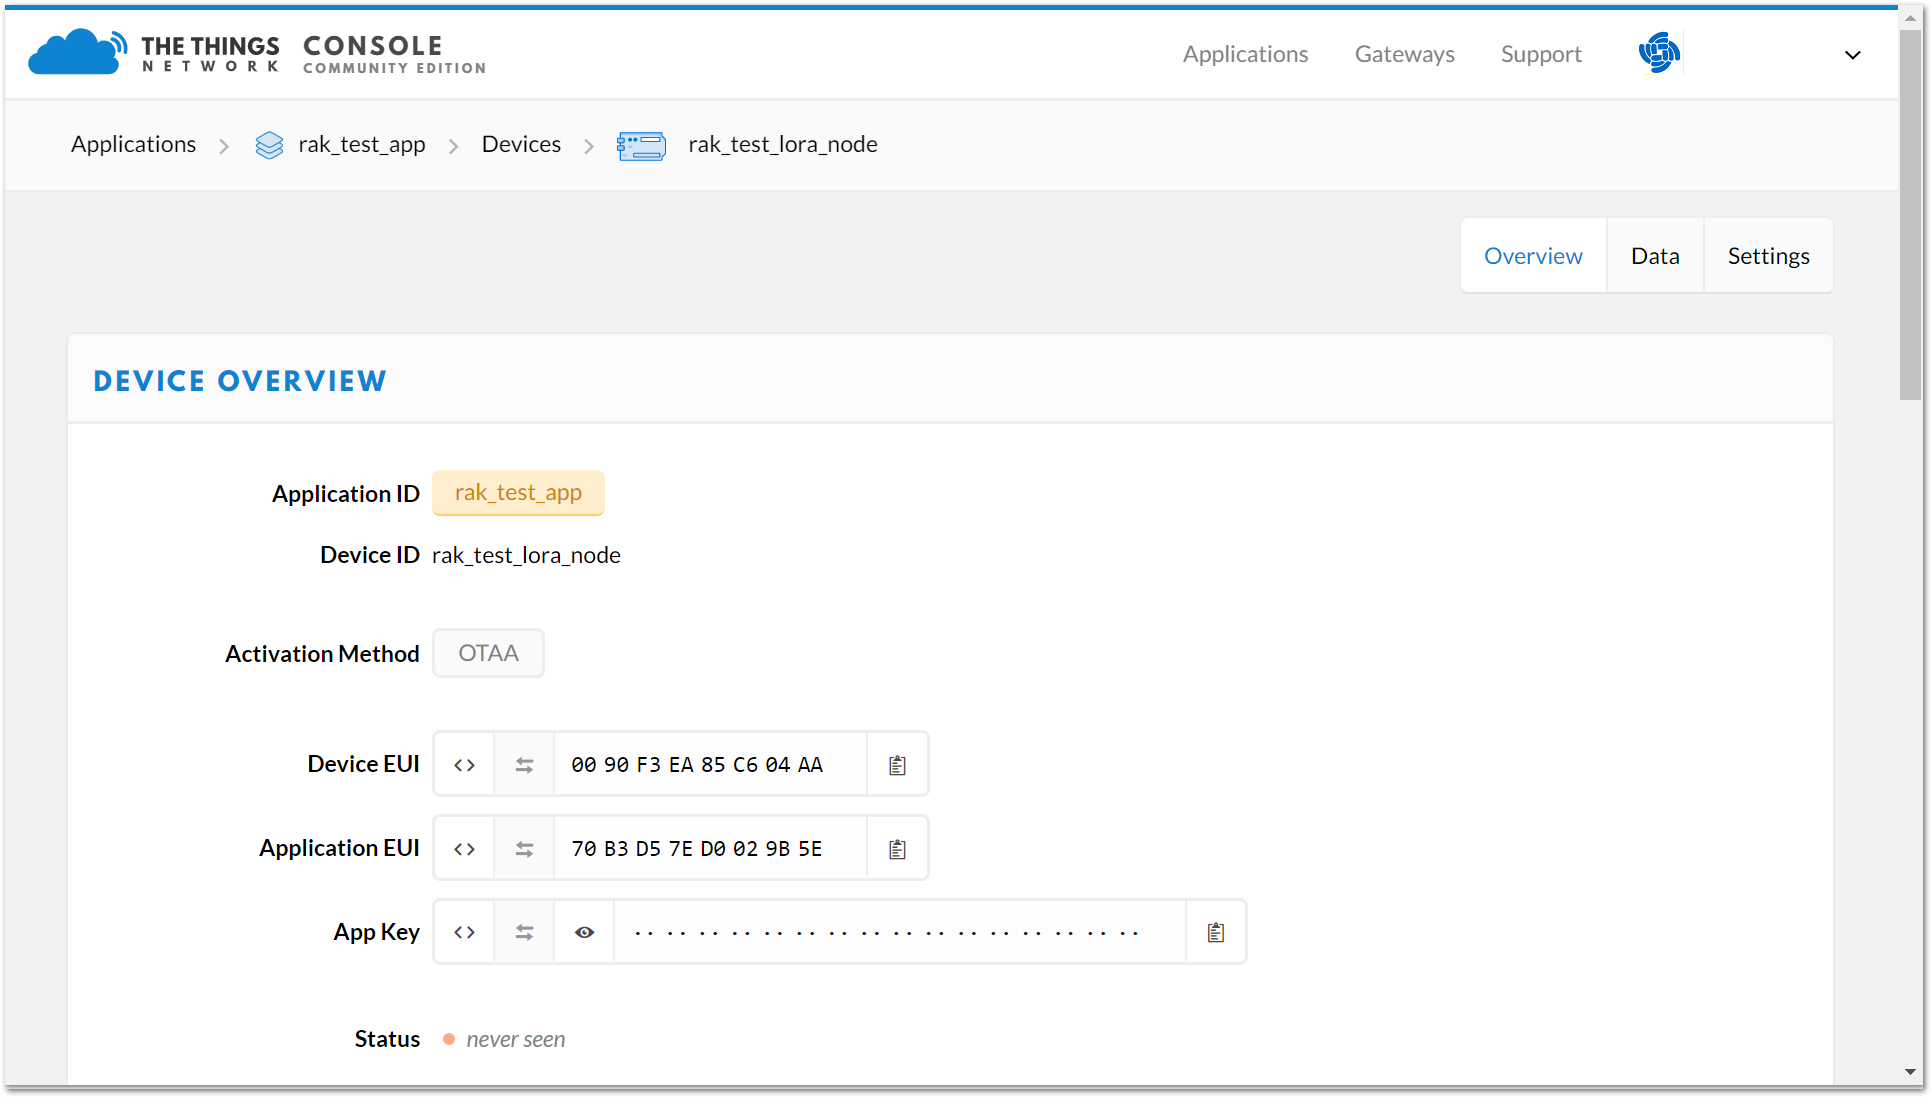 THE THINGS NETWORK CONSOLE COMMUNITY EDITION Applications Gateways Support
Applications rak_test_app Devices rak_test_lora_node
Overview Data Settings
DEVICE OVERVIEW
Application ID rak_test_app
Device ID rak_test_lora_node
Activation Method OTAA
Device EUI <> 00 90 F3 EA 85 C6 04 AA
Application EUI <> 70 B3 D5 7E D0 02 9B 5E
App Key <> ·· ·· ·· ·· ·· ·· ·· ·· ·· ·· ·· ·· ·· ·· ·· ··
Status never seen